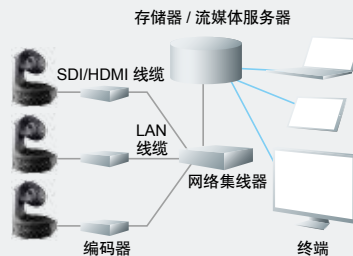 存储器 / 流媒体服务器
SDI/HDMI 线缆
LAN
线缆
网络集线器
编码器
终端